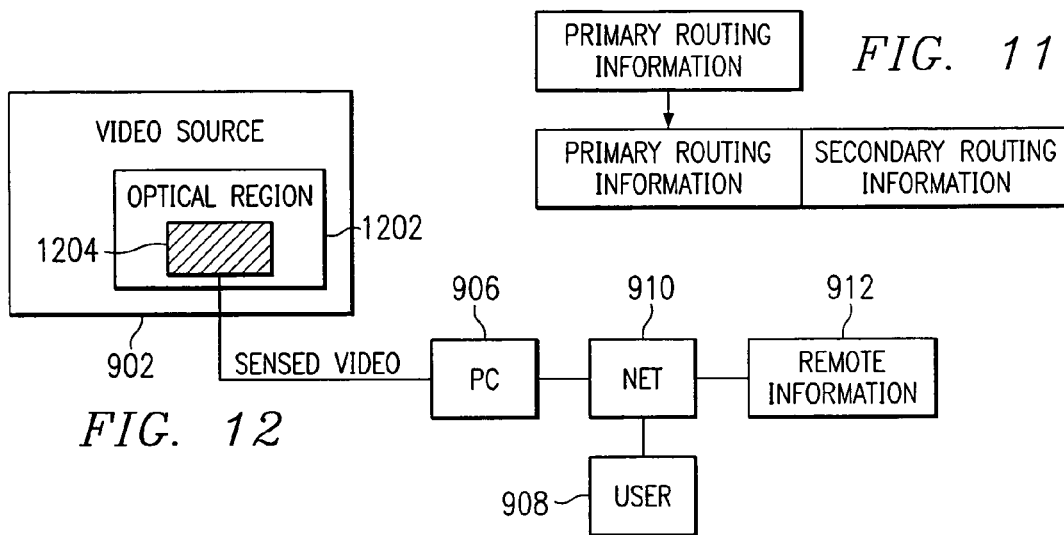 PRIMARY ROUTING
INFORMATION
FIG. 11
PRIMARY ROUTING
INFORMATION
SECONDARY ROUTING
INFORMATION
VIDEO SOURCE
OPTICAL REGION
1204
1202
902
SENSED VIDEO
906
PC
910
NET
912
REMOTE
INFORMATION
908
USER
FIG. 12